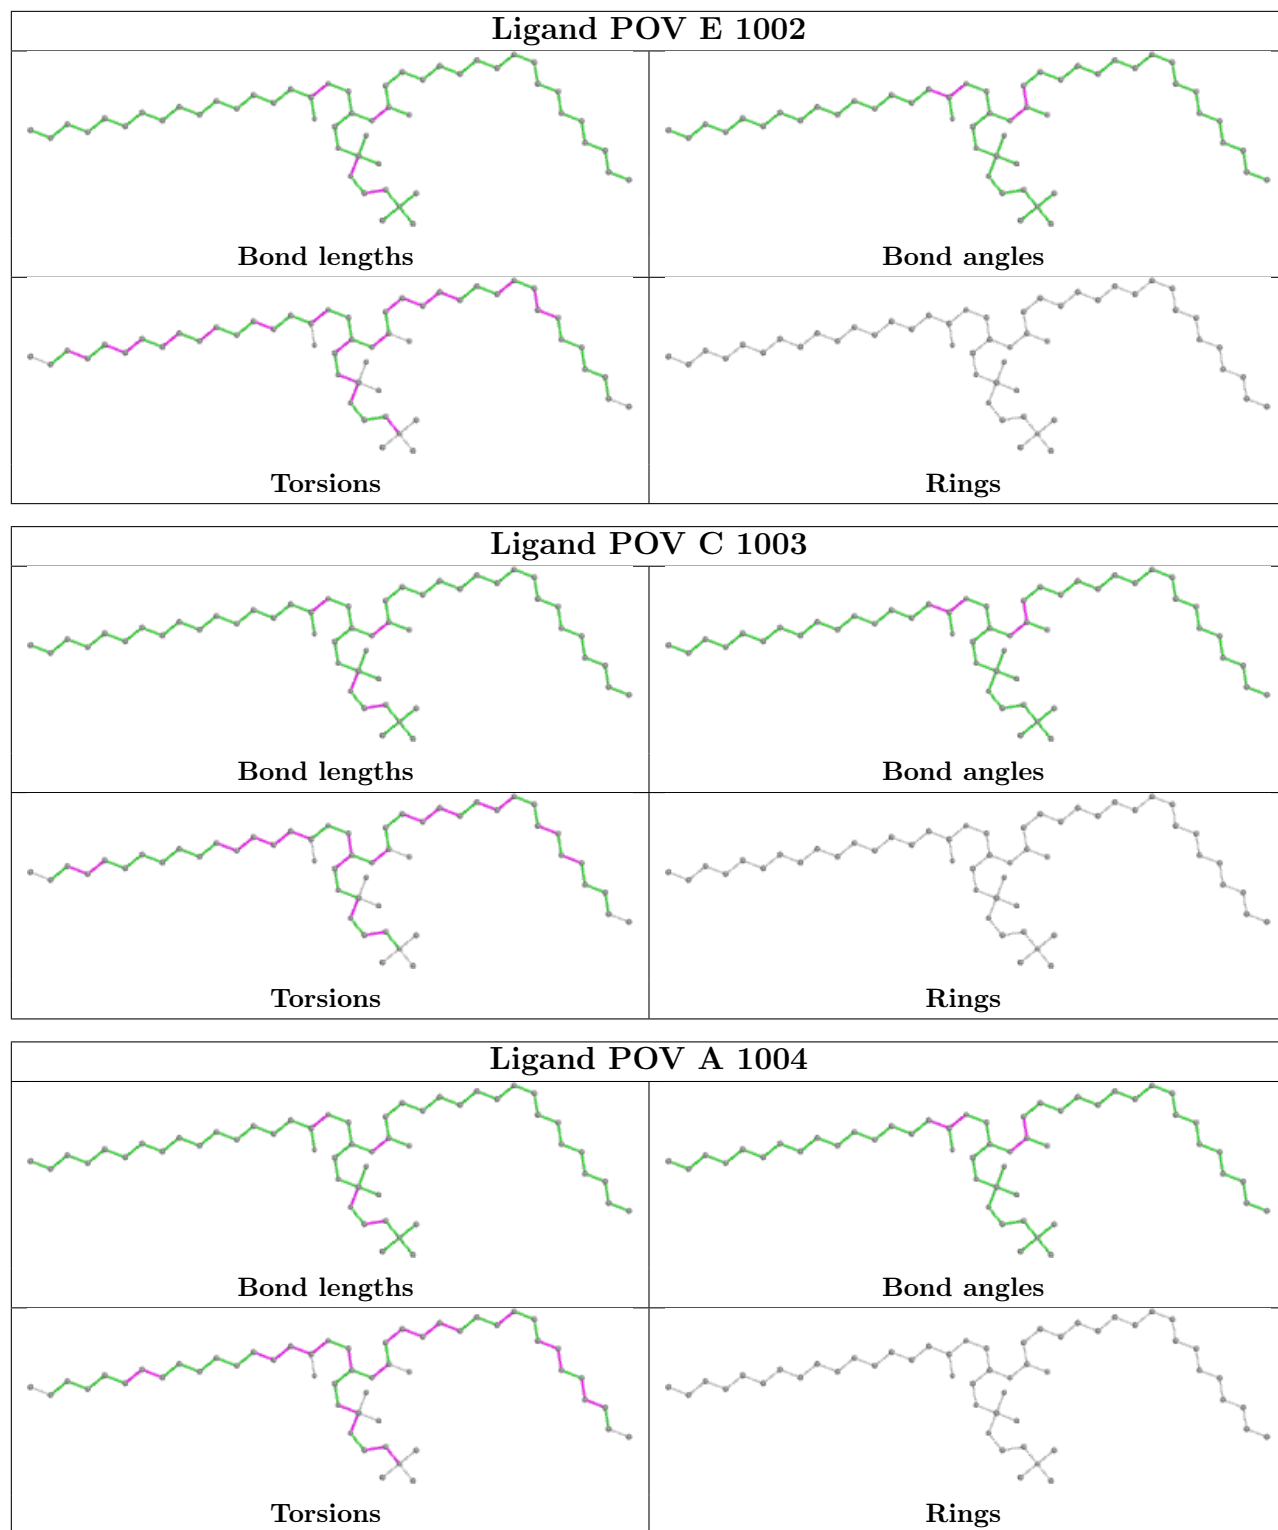 Ligand POV E 1002
Bond lengths
Bond angles
Torsions
Rings
Ligand POV C 1003
Bond lengths
Bond angles
Torsions
Rings
Ligand POV A 1004
Bond lengths
Bond angles
Torsions
Rings